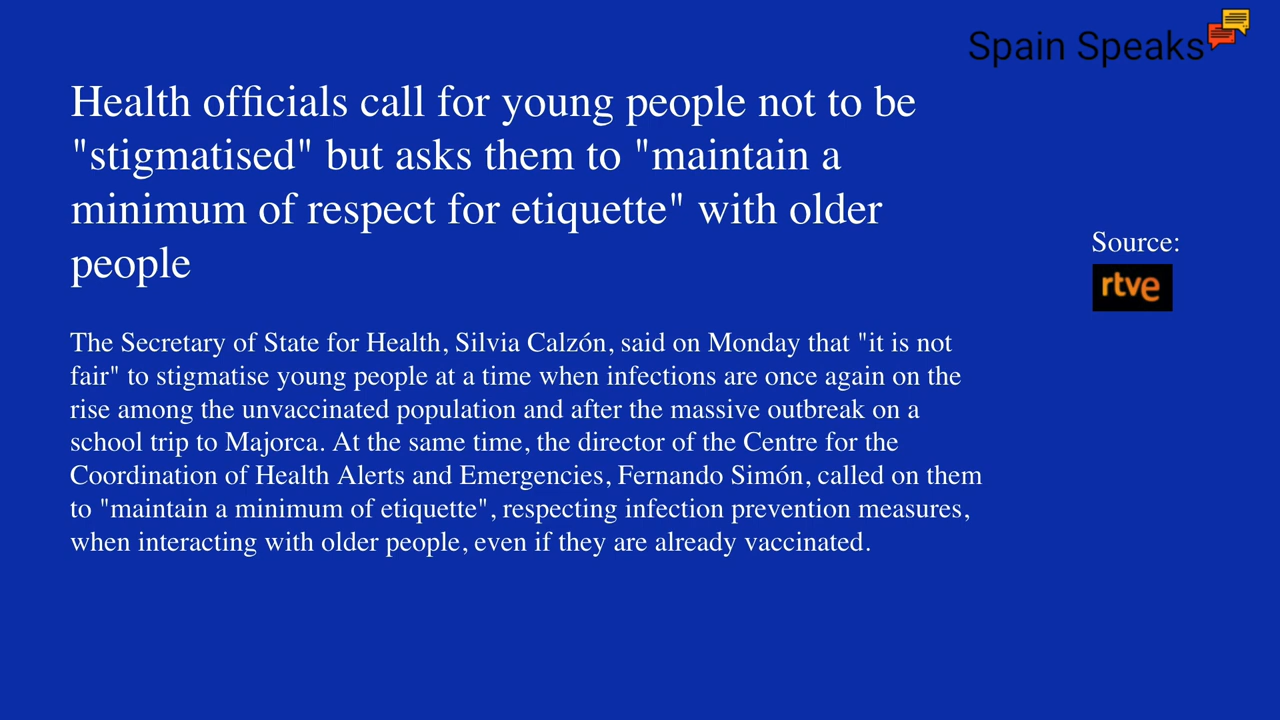 Spain Speaks
Health officials call for young people not to be
"stigmatised" but asks them to "maintain a
minimum of respect for etiquette" with older
people
Source:
rtve
The Secretary of State for Health, Silvia Calzón, said on Monday that "it is not
fair" to stigmatise young people at a time when infections are once again on the
rise among the unvaccinated population and after the massive outbreak on a
school trip to Majorca. At the same time, the director of the Centre for the
Coordination of Health Alerts and Emergencies, Fernando Simón, called on them
to "maintain a minimum of etiquette", respecting infection prevention measures,
when interacting with older people, even if they are already vaccinated.